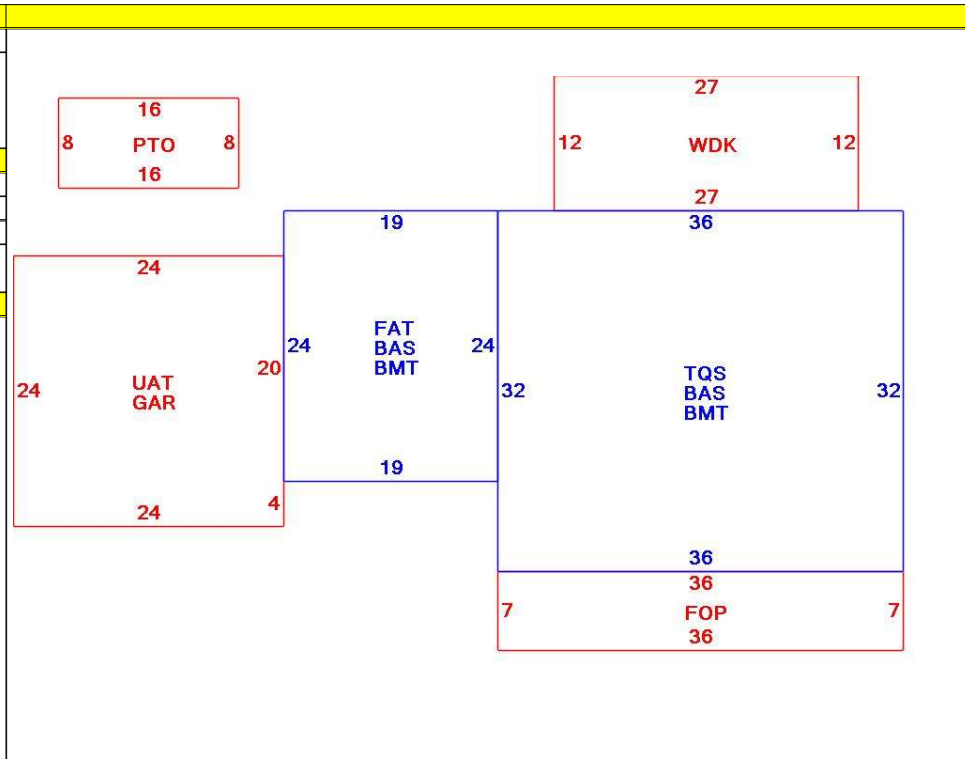 27
16
8 PTO 8
16
12 WDK 12
27
19
36
24
FAT
BAS
BMT
24 24
20
24
UAT
GAR
TQS
BAS
BMT
32 32
19
4
24
36
36
7 FOP 7
36